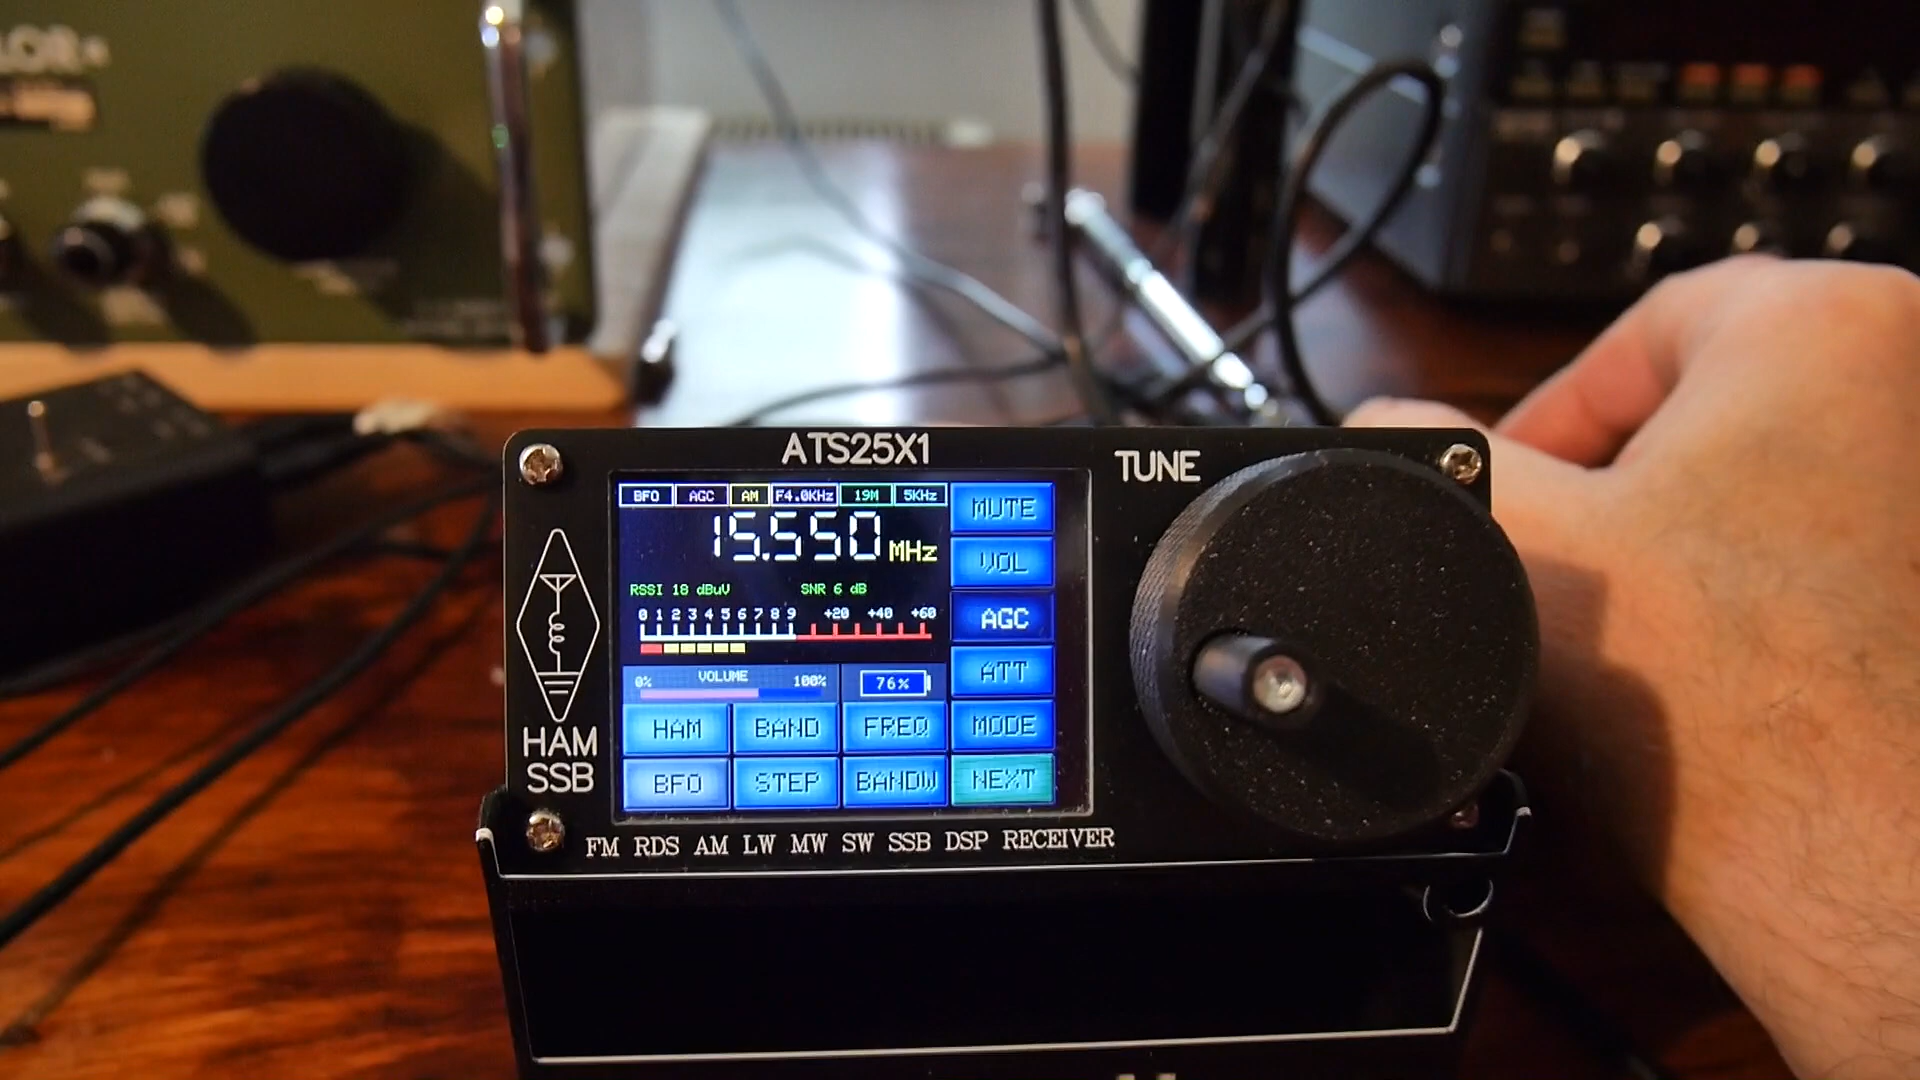 LOR
ATS25X1
TUNE
BFO AGC AM F4.0KHz 19M 5KHz
15.550 MHz
RSSI 18 dBuV SNR 6 dB
0 1 2 3 4 5 6 7 8 9 +20 +40 +60
0% VOLUME 100% 76%
MUTE
VOL
AGC
ATT
HAM BAND FREQ MODE
BFO STEP BANDW NEXT
HAM
SSB
FM RDS AM LW MW SW SSB DSP RECEIVER